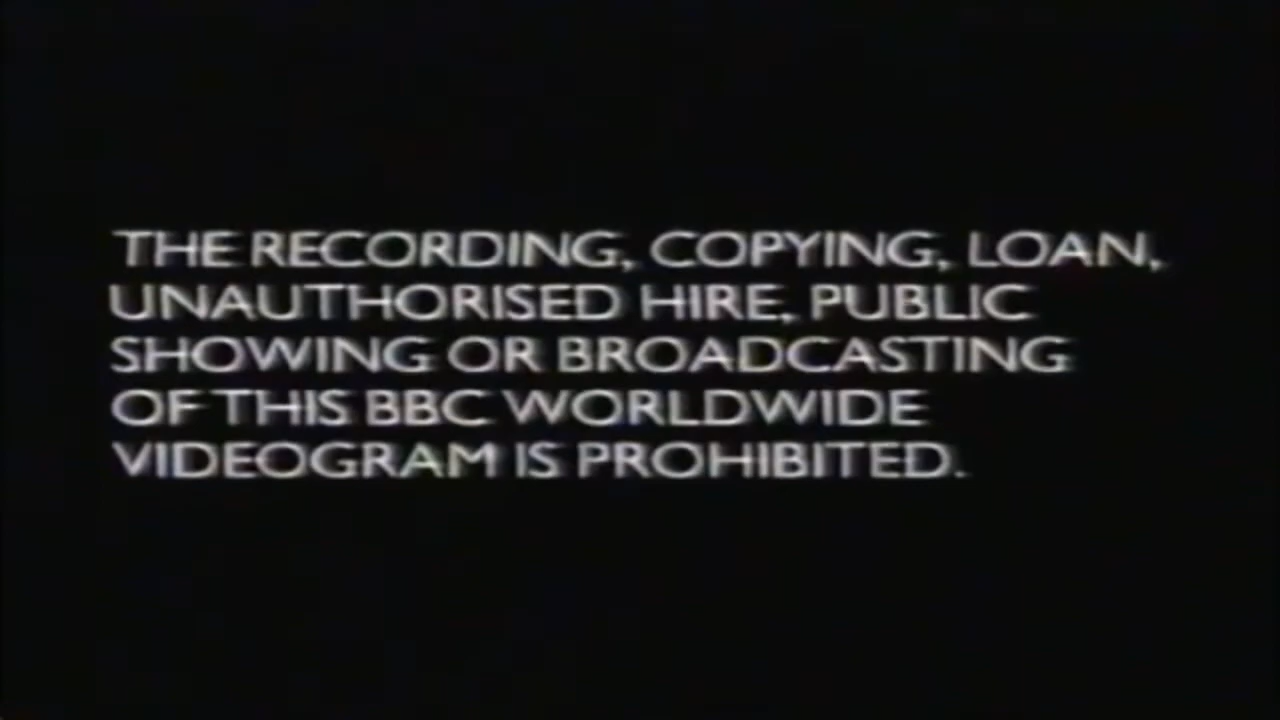 THE RECORDING, COPYING, LOAN,
UNAUTHORISED HIRE, PUBLIC
SHOWING OR BROADCASTING
OF THIS BBC WORLDWIDE
VIDEOGRAM IS PROHIBITED.